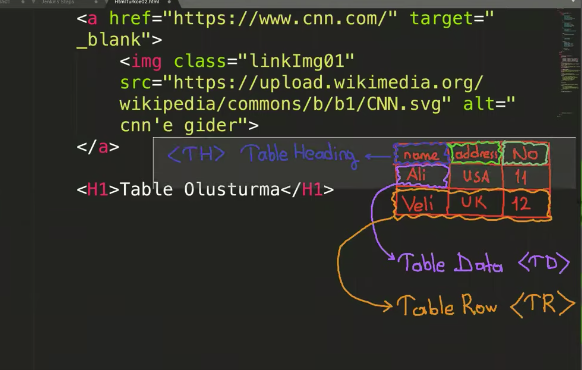 HtmlTurkpe02.html
<a href="https://www.cnn.com/" target="
_blank">
<img class="linkImg01"
src="https://upload.wikimedia.org/
wikipedia/commons/b/b1/CNN.svg" alt="
cnn'e gider">
</a>
<TH> Table Heading
name address No
Ali USA 11
Veli UK 12
<H1>Table Olusturma</H1>
Table Data <TD>
Table Row <TR>